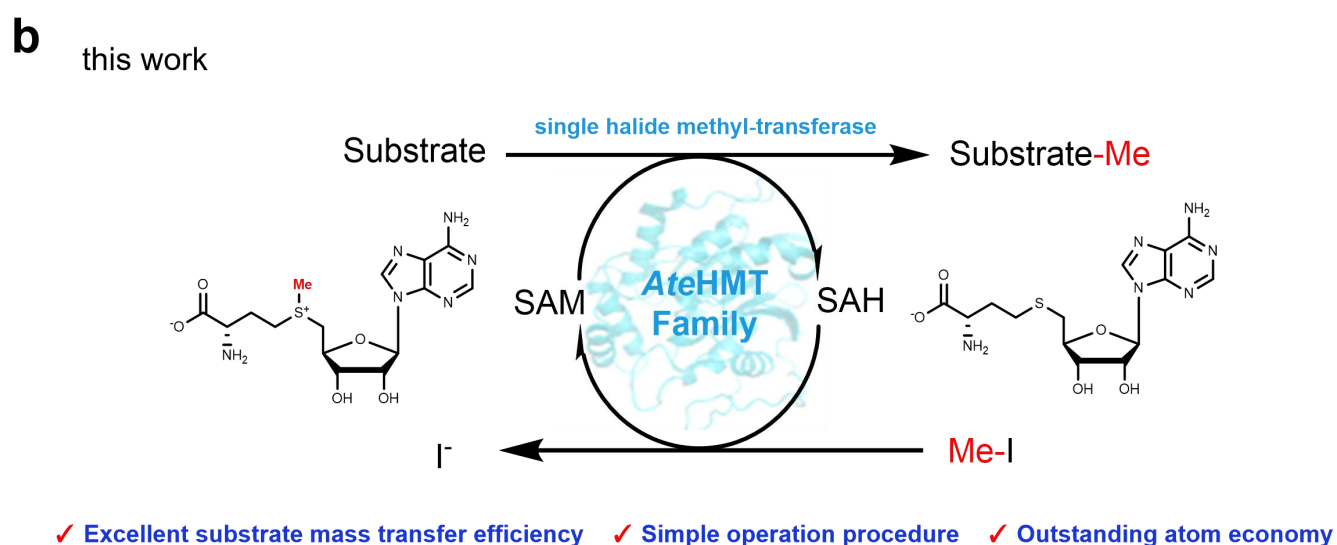 b
this work
single halide methyl-transferase
Substrate
Substrate-Me
SAM
AteHMT
Family
SAH
NH₂
N
N
N
N
O
⁻O
NH₂
Me
S⁺
O
OH
OH
NH₂
N
N
N
N
O
⁻O
NH₂
S
O
OH
OH
I⁻
Me-I
✓ Excellent substrate mass transfer efficiency ✓ Simple operation procedure ✓ Outstanding atom economy